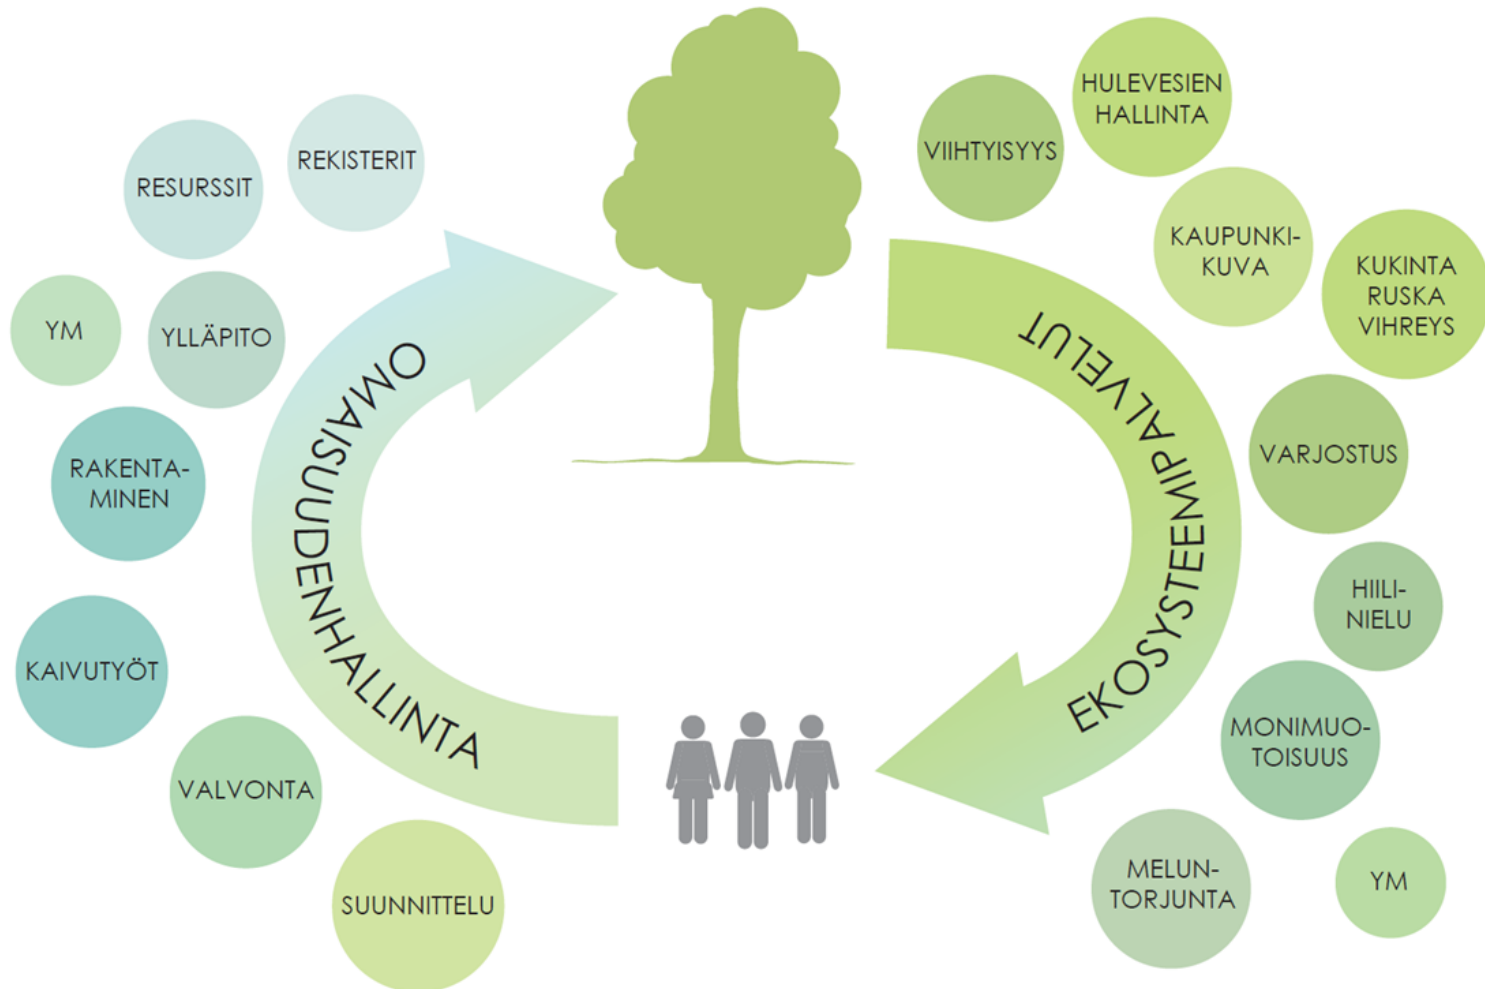 REKISTERIT
RESURSSIT
YM
YLLÄPITO
RAKENTA-
MINEN
KAIVUTYÖT
VALVONTA
SUUNNITTELU
OMAISUUDENHALLINTA
EKOSYSTEEMIPALVELUT
VIIHTYISYYS
HULEVESIEN
HALLINTA
KAUPUNKI-
KUVA
KUKINTA
RUSKA
VIHREYS
VARJOSTUS
HIILI-
NIELU
MONIMUO-
TOISUUS
MELUN-
TORJUNTA
YM